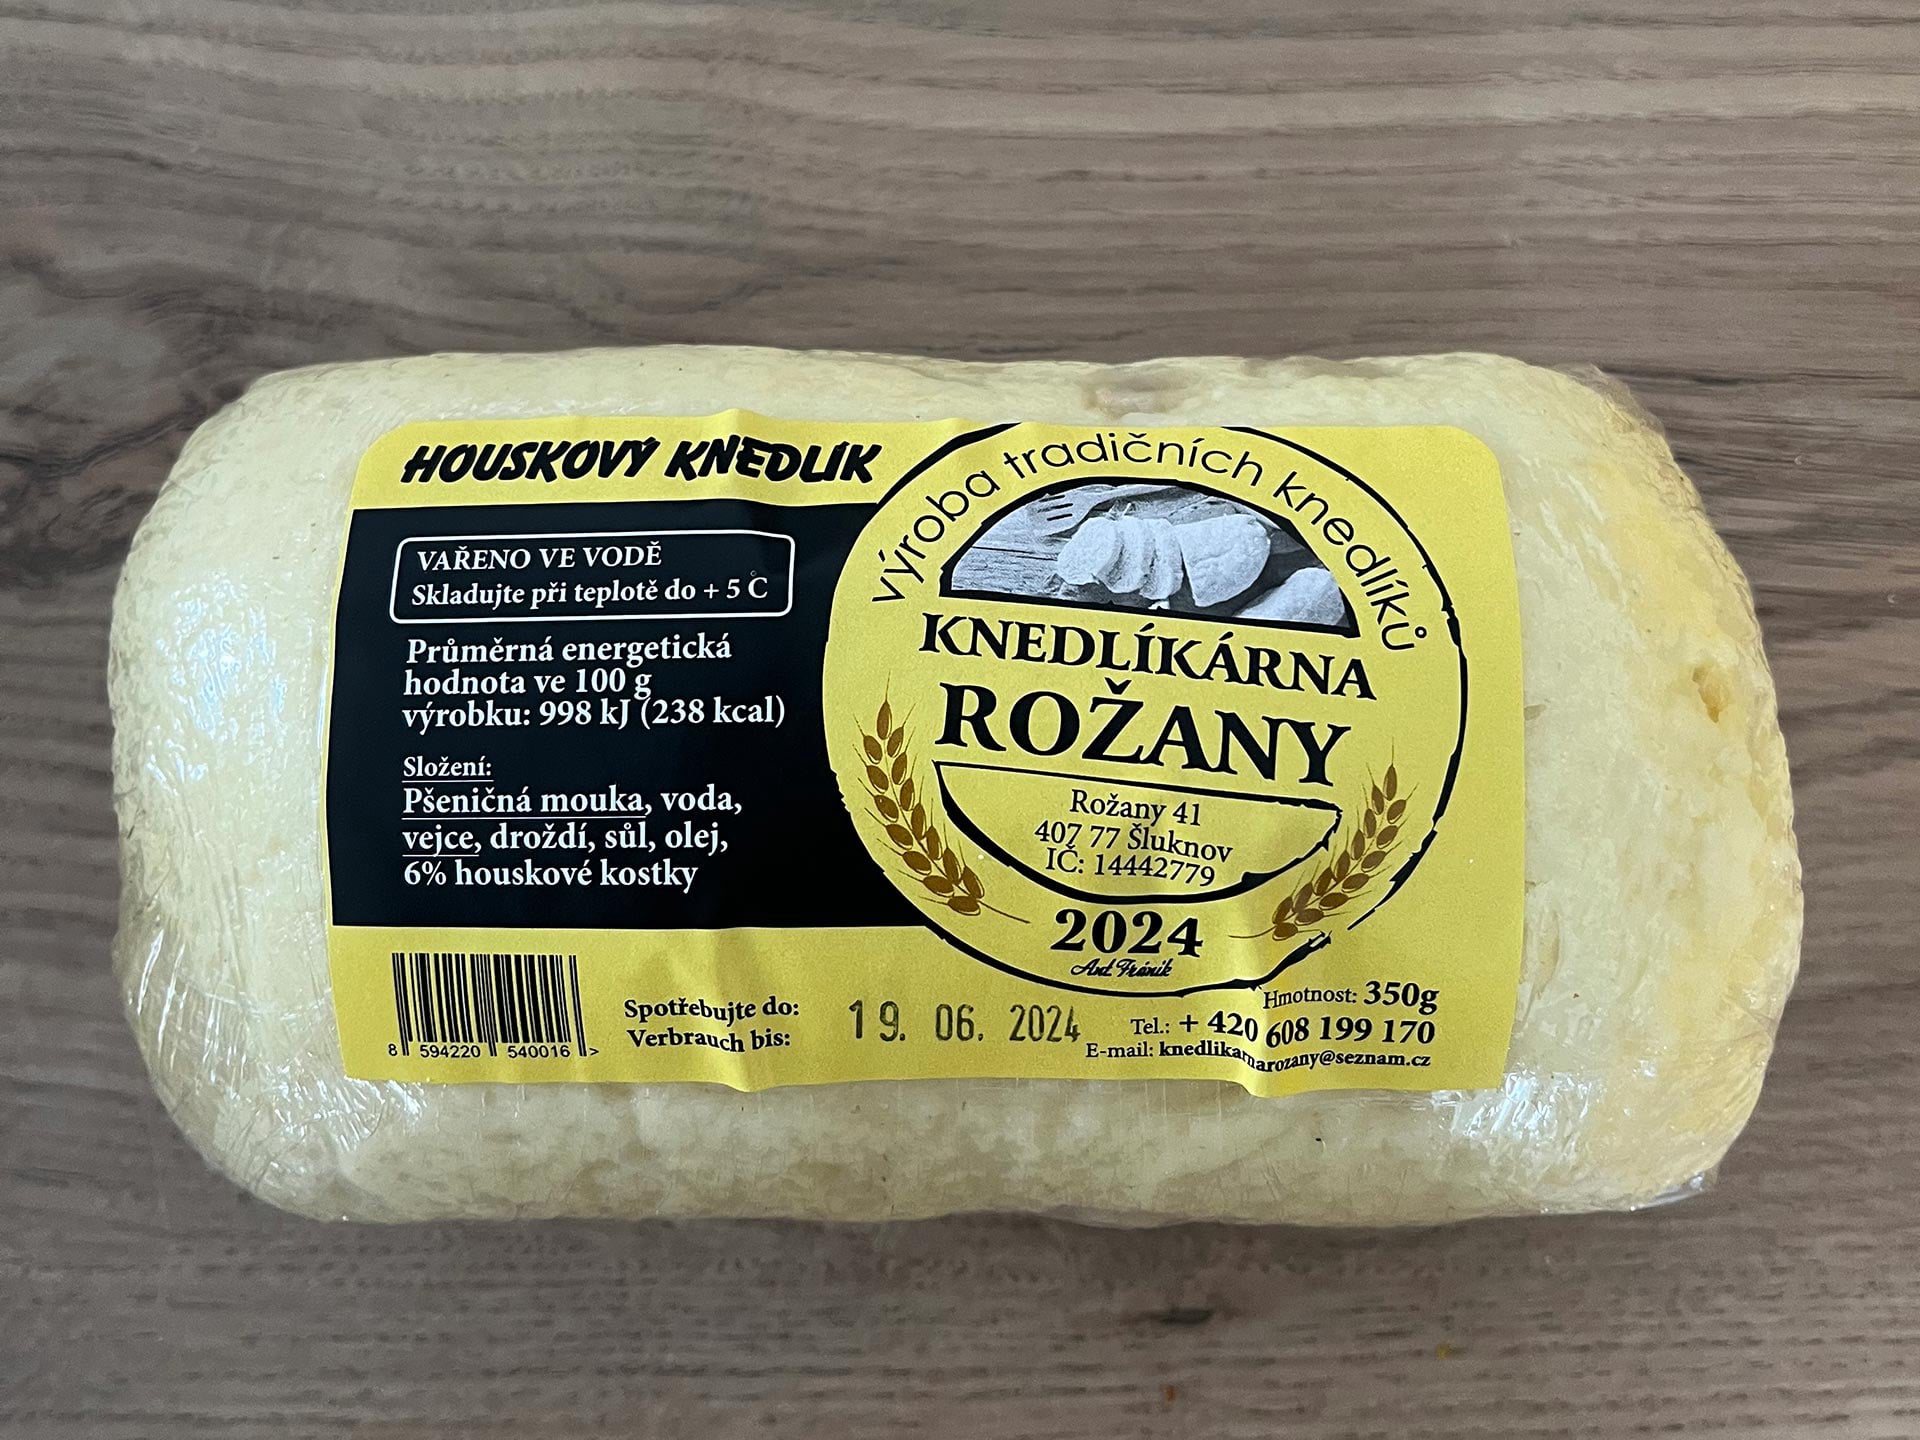 HOUSKOVÝ KNEDLÍK
VAŘENO VE VODĚ
Skladujte při teplotě do + 5°C
Průměrná energetická
hodnota ve 100 g
výrobku: 998 kJ (238 kcal)
Složení:
Pšeničná mouka, voda,
vejce, droždí, sůl, olej,
6% houskové kostky
výroba tradičních knedlíků
KNEDLÍKÁRNA
ROŽANY
Rožany 41
407 77 Šluknov
IČ: 14442779
2024
Ant. Fránik
8 594220 540016 >
Spotřebujte do:
Verbrauch bis:
19. 06. 2024
Hmotnost: 350g
Tel.: + 420 608 199 170
E-mail: knedlikarnarozany@seznam.cz